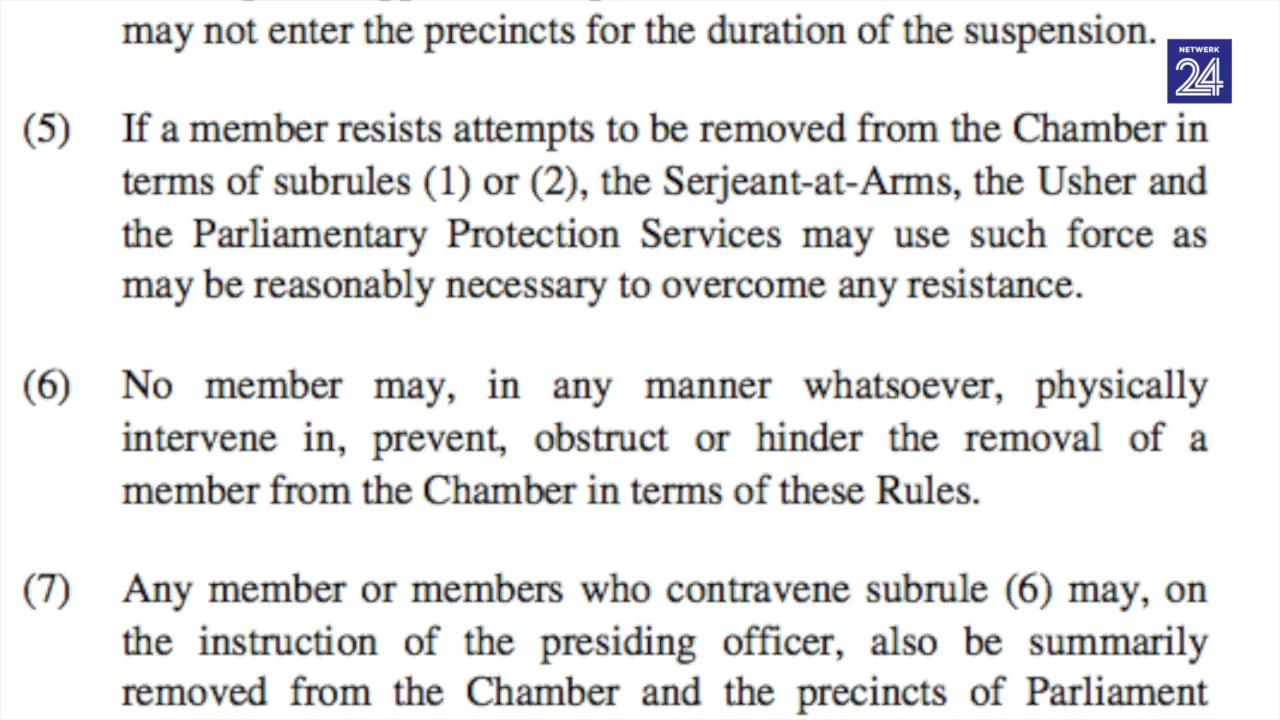 may not enter the precincts for the duration of the suspension.
NETWERK
24
(5) If a member resists attempts to be removed from the Chamber in
terms of subrules (1) or (2), the Serjeant-at-Arms, the Usher and
the Parliamentary Protection Services may use such force as
may be reasonably necessary to overcome any resistance.
(6) No member may, in any manner whatsoever, physically
intervene in, prevent, obstruct or hinder the removal of a
member from the Chamber in terms of these Rules.
(7) Any member or members who contravene subrule (6) may, on
the instruction of the presiding officer, also be summarily
removed from the Chamber and the precincts of Parliament